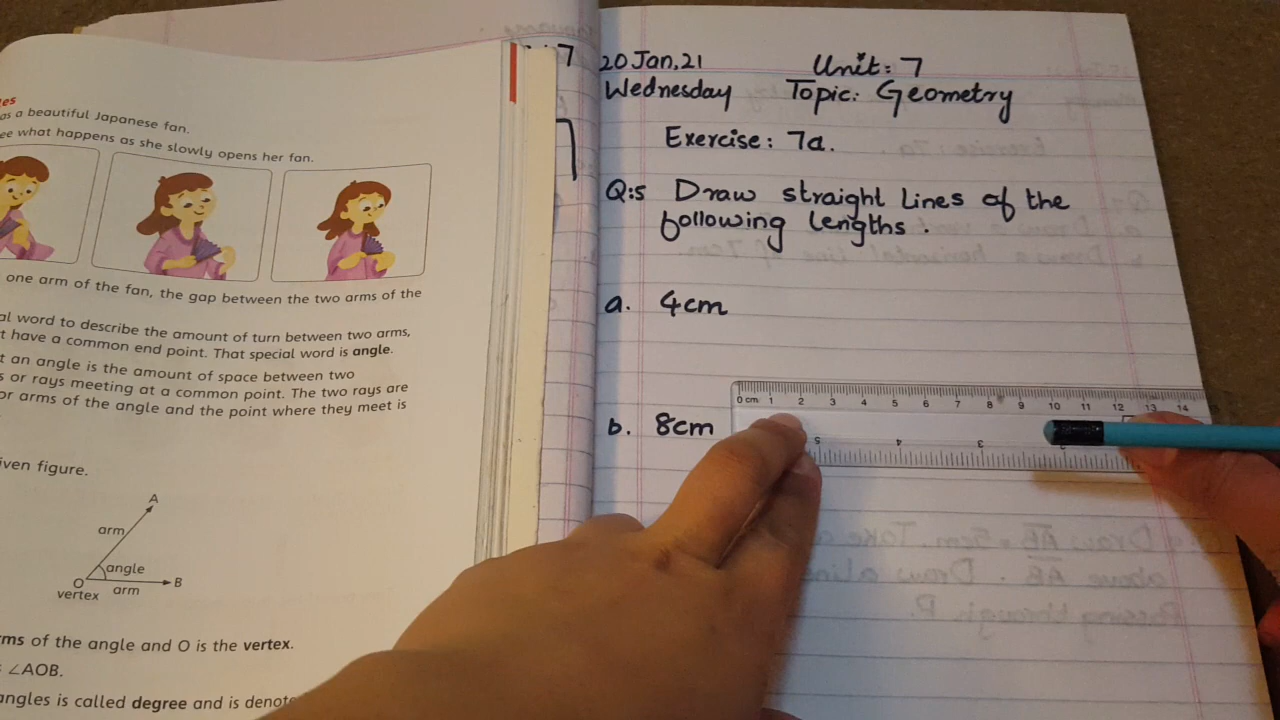 es
as a beautiful Japanese fan.
ee what happens as she slowly opens her fan.
one arm of the fan, the gap between the two arms of the
al word to describe the amount of turn between two arms,
t have a common end point. That special word is angle.
t an angle is the amount of space between two
s or rays meeting at a common point. The two rays are
or arms of the angle and the point where they meet is
iven figure.
A
arm
angle
O
B
vertex
arm
ms of the angle and O is the vertex.
∠AOB.
angles is called degree and is denot
7
20 Jan, 21 Unit: 7
Wednesday Topic: Geometry
Exercise: 7a.
Q:5 Draw straight lines of the
following lengths.
a. 4cm
0 cm 1 2 3 4 5 6 7 8 9 10 11 12 13 14
b. 8cm
5 4 3